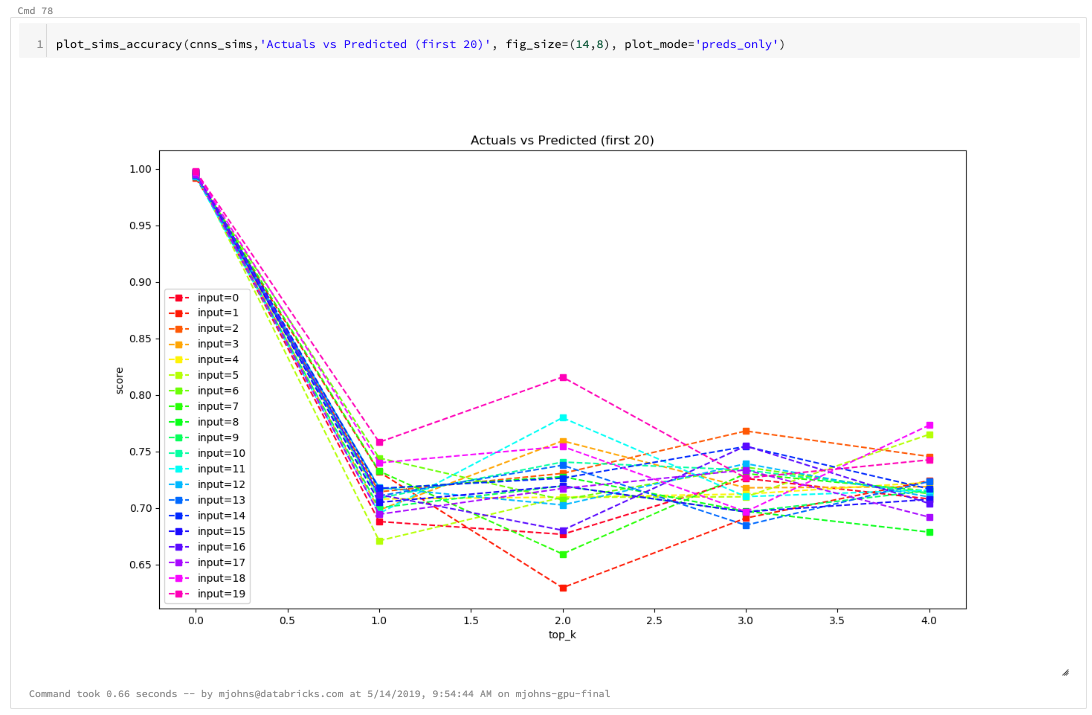 Cmd 78
1 plot_sims_accuracy(cnns_sims,'Actuals vs Predicted (first 20)', fig_size=(14,8), plot_mode='preds_only')
Actuals vs Predicted (first 20)
1.00
0.95
0.90
0.85
0.80
0.75
0.70
0.65
score
input=0
input=1
input=2
input=3
input=4
input=5
input=6
input=7
input=8
input=9
input=10
input=11
input=12
input=13
input=14
input=15
input=16
input=17
input=18
input=19
0.0 0.5 1.0 1.5 2.0 2.5 3.0 3.5 4.0
top_k
Command took 0.66 seconds -- by mjohns@databricks.com at 5/14/2019, 9:54:44 AM on mjohns-gpu-final